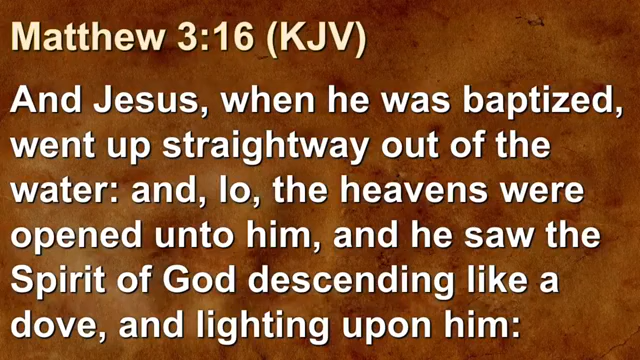 Matthew 3:16 (KJV)
And Jesus, when he was baptized,
went up straightway out of the
water: and, lo, the heavens were
opened unto him, and he saw the
Spirit of God descending like a
dove, and lighting upon him: